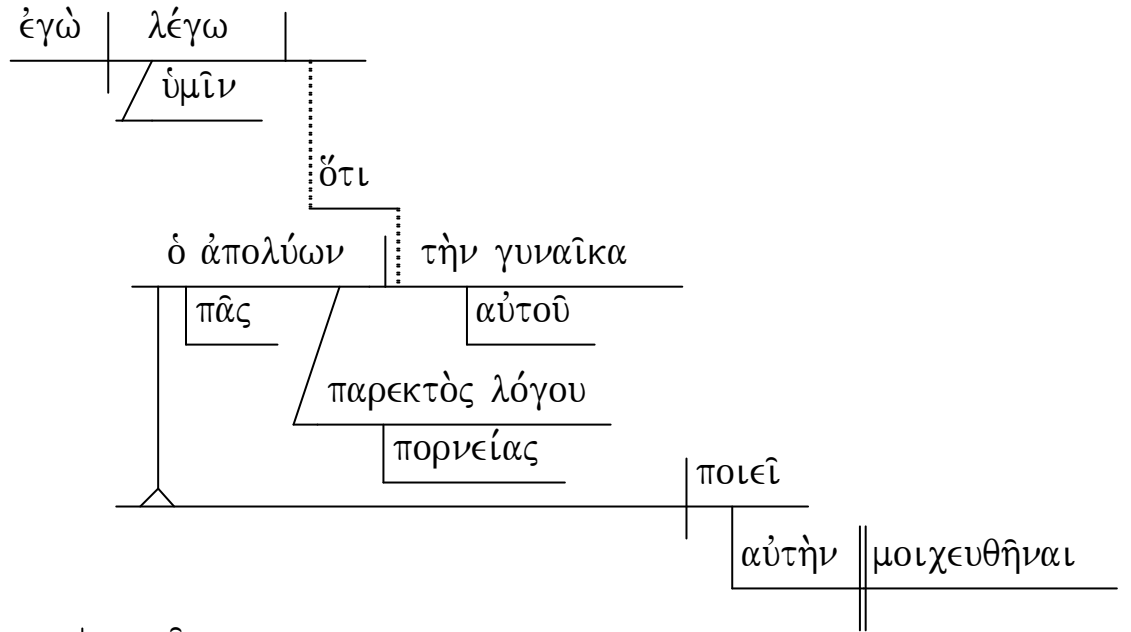 ἐγὼ λέγω
ὑμῖν
ὅτι
ὁ ἀπολύων τὴν γυναῖκα
πᾶς αὐτοῦ
παρεκτὸς λόγου
πορνείας
ποιεῖ
αὐτὴν μοιχευθῆναι